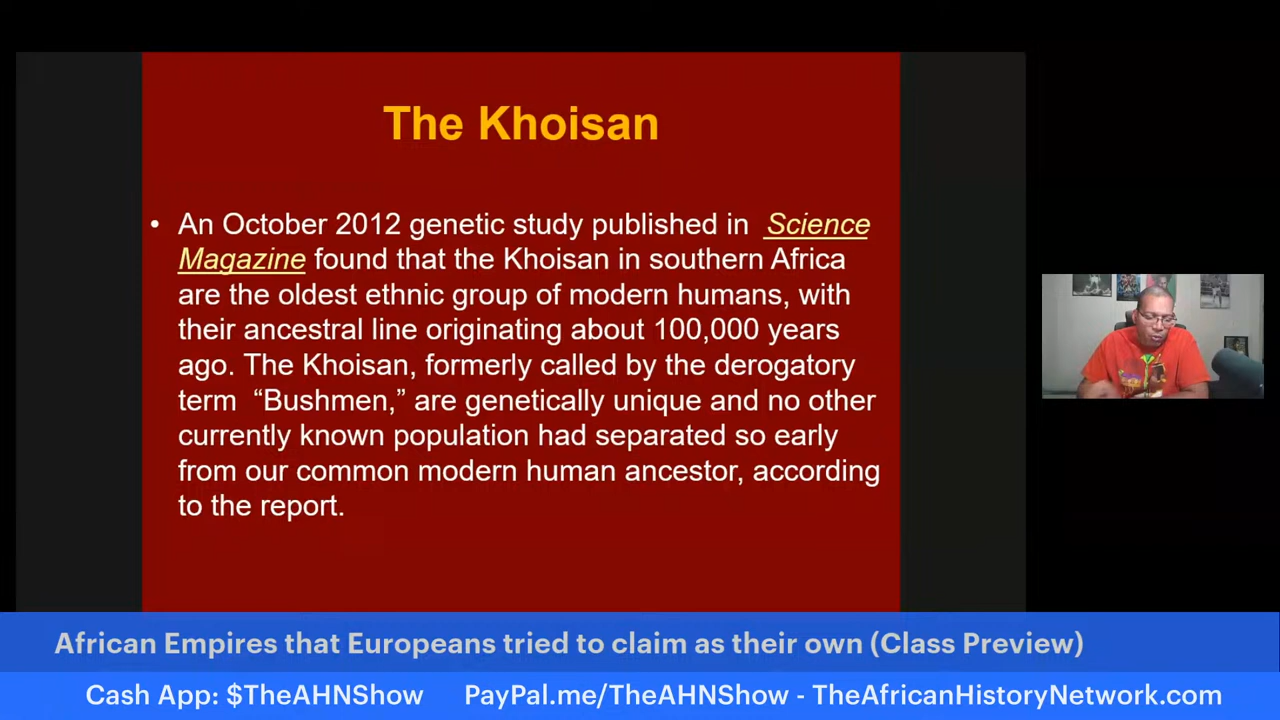 The Khoisan
• An October 2012 genetic study published in Science
Magazine found that the Khoisan in southern Africa
are the oldest ethnic group of modern humans, with
their ancestral line originating about 100,000 years
ago. The Khoisan, formerly called by the derogatory
term “Bushmen,” are genetically unique and no other
currently known population had separated so early
from our common modern human ancestor, according
to the report.
African Empires that Europeans tried to claim as their own (Class Preview)
Cash App: $TheAHNShow PayPal.me/TheAHNShow - TheAfricanHistoryNetwork.com